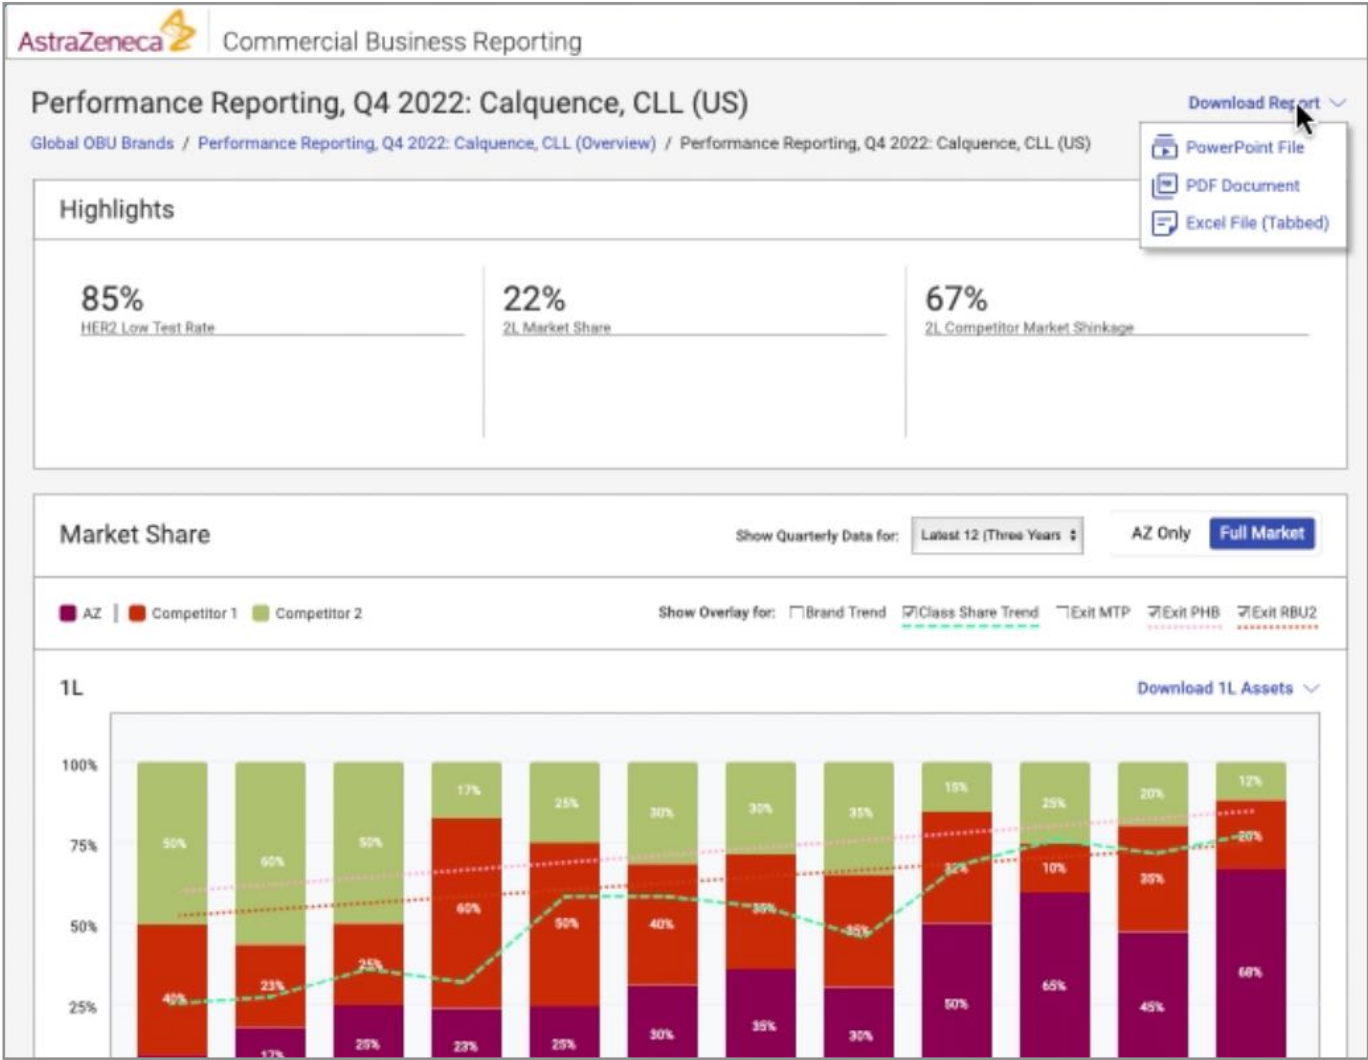 AstraZeneca Commercial Business Reporting
Performance Reporting, Q4 2022: Calquence, CLL (US)
Download Report
Global OBU Brands / Performance Reporting, Q4 2022: Calquence, CLL (Overview) / Performance Reporting, Q4 2022: Calquence, CLL (US)
PowerPoint File
PDF Document
Excel File (Tabbed)
Highlights
85%
HER2 Low Test Rate
22%
2L Market Share
67%
2L Competitor Market Shinkage
Market Share
Show Quarterly Data for: Latest 12 (Three Years AZ Only Full Market
AZ | Competitor 1 Competitor 2
Show Overlay for: Brand Trend Class Share Trend Exit MTP Exit PHB Exit RBU2
1L
Download 1L Assets
100%
75%
50%
25%
50% 60% 50% 17% 25% 30% 30% 35% 15% 25% 20% 12%
40% 23% 25% 60% 50% 40% 35% 35% 32% 10% 35% 20%
17% 25% 23% 25% 30% 35% 30% 50% 65% 45% 68%